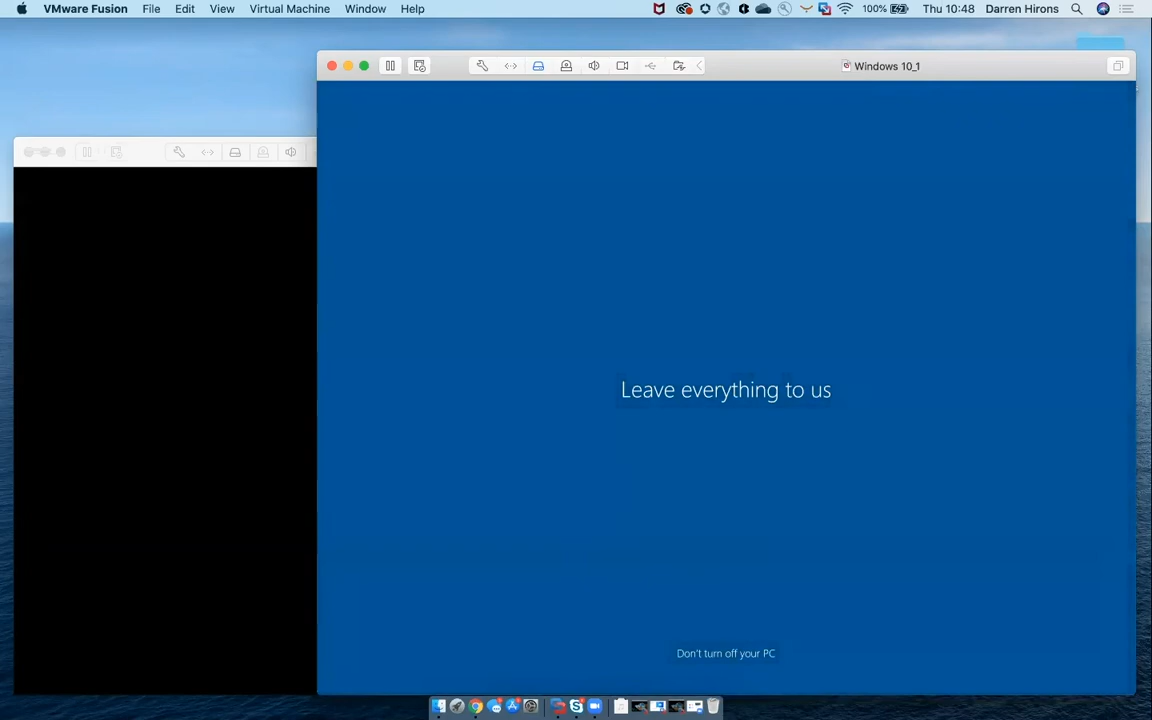 VMware Fusion File Edit View Virtual Machine Window Help 100% Thu 10:48 Darren Hirons
Windows 10_1
Leave everything to us
Don't turn off your PC